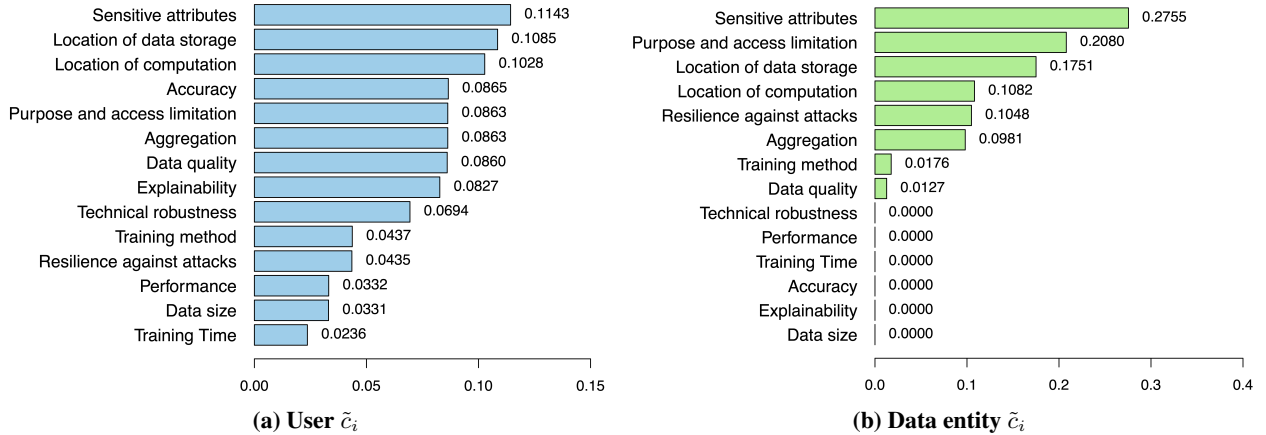 Sensitive attributes 0.1143
Location of data storage 0.1085
Location of computation 0.1028
Accuracy 0.0865
Purpose and access limitation 0.0863
Aggregation 0.0863
Data quality 0.0860
Explainability 0.0827
Technical robustness 0.0694
Training method 0.0437
Resilience against attacks 0.0435
Performance 0.0332
Data size 0.0331
Training Time 0.0236
0.00 0.05 0.10 0.15
(a) User c̃ᵢ
Sensitive attributes 0.2755
Purpose and access limitation 0.2080
Location of data storage 0.1751
Location of computation 0.1082
Resilience against attacks 0.1048
Aggregation 0.0981
Training method 0.0176
Data quality 0.0127
Technical robustness 0.0000
Performance 0.0000
Training Time 0.0000
Accuracy 0.0000
Explainability 0.0000
Data size 0.0000
0.0 0.1 0.2 0.3 0.4
(b) Data entity c̃ᵢ